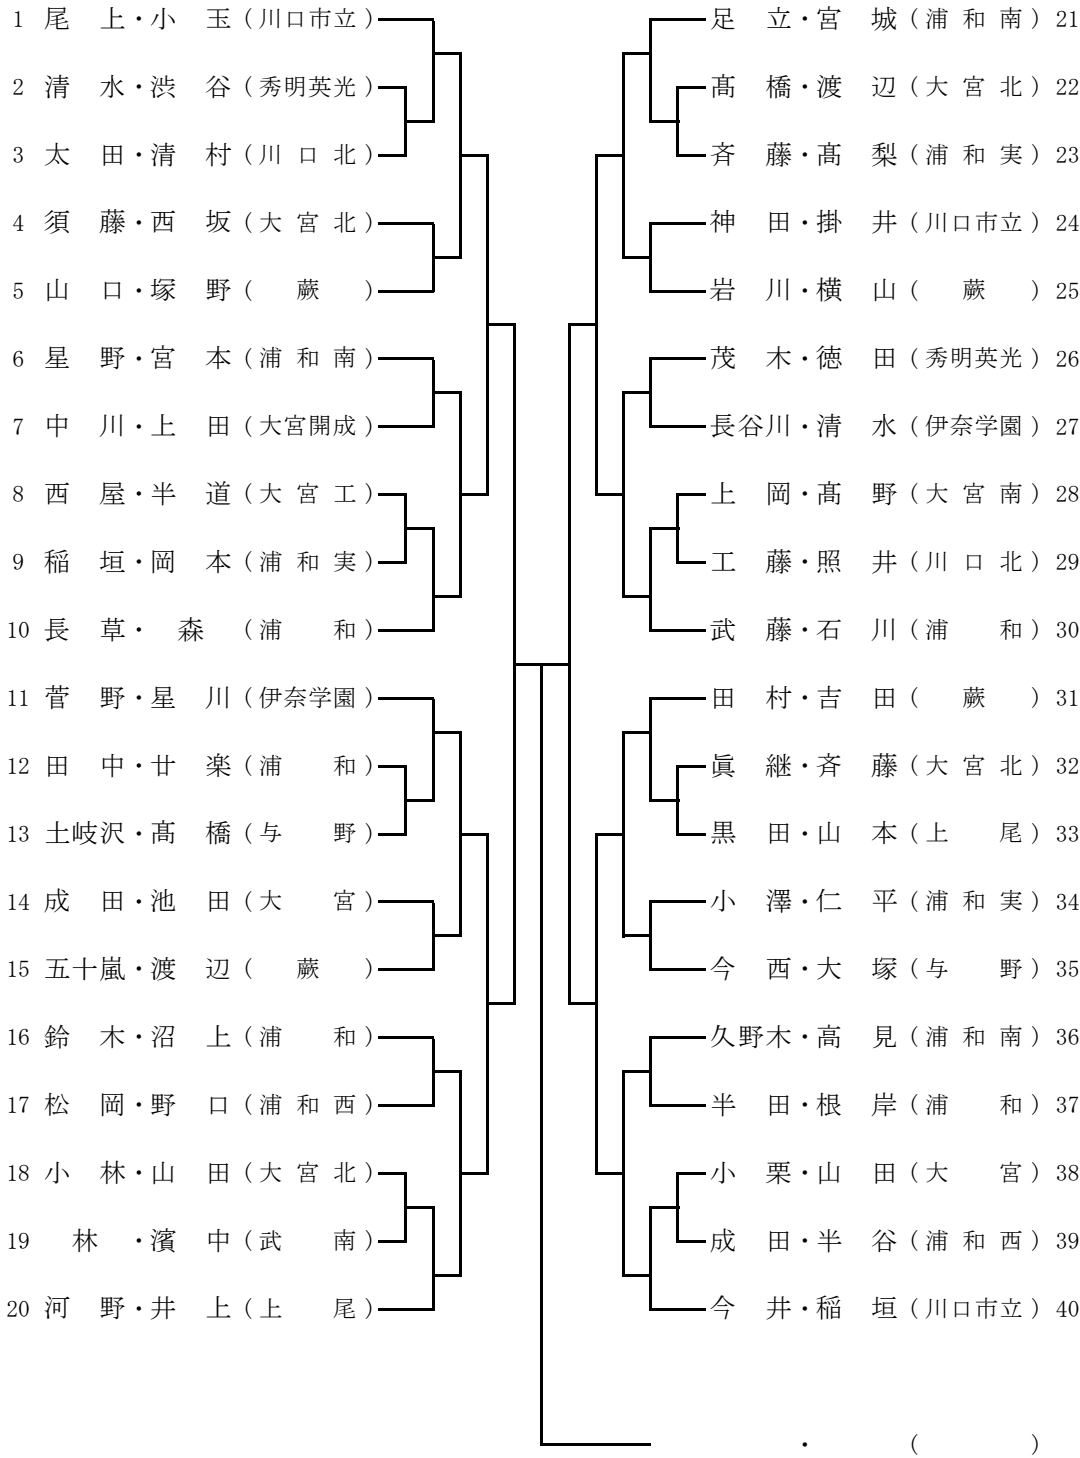 1 尾 上・小 玉 (川口市立)
2 清 水・渋 谷 (秀明英光)
3 太 田・清 村 (川 口 北)
4 須 藤・西 坂 (大 宮 北)
5 山 口・塚 野 ( 蕨 )
6 星 野・宮 本 (浦 和 南)
7 中 川・上 田 (大宮開成)
8 西 屋・半 道 (大 宮 工)
9 稲 垣・岡 本 (浦 和 実)
10 長 草・ 森 (浦 和)
11 菅 野・星 川 (伊奈学園)
12 田 中・廿 楽 (浦 和)
13 土岐沢・髙 橋 (与 野)
14 成 田・池 田 (大 宮)
15 五十嵐・渡 辺 ( 蕨 )
16 鈴 木・沼 上 (浦 和)
17 松 岡・野 口 (浦 和 西)
18 小 林・山 田 (大 宮 北)
19 林 ・濱 中 (武 南)
20 河 野・井 上 (上 尾)
足 立・宮 城 (浦 和 南) 21
髙 橋・渡 辺 (大 宮 北) 22
斉 藤・髙 梨 (浦 和 実) 23
神 田・掛 井 (川口市立) 24
岩 川・横 山 ( 蕨 ) 25
茂 木・徳 田 (秀明英光) 26
長谷川・清 水 (伊奈学園) 27
上 岡・髙 野 (大 宮 南) 28
工 藤・照 井 (川 口 北) 29
武 藤・石 川 (浦 和) 30
田 村・吉 田 ( 蕨 ) 31
眞 継・斉 藤 (大 宮 北) 32
黒 田・山 本 (上 尾) 33
小 澤・仁 平 (浦 和 実) 34
今 西・大 塚 (与 野) 35
久野木・高 見 (浦 和 南) 36
半 田・根 岸 (浦 和) 37
小 栗・山 田 (大 宮) 38
成 田・半 谷 (浦 和 西) 39
今 井・稲 垣 (川口市立) 40
・ ( )